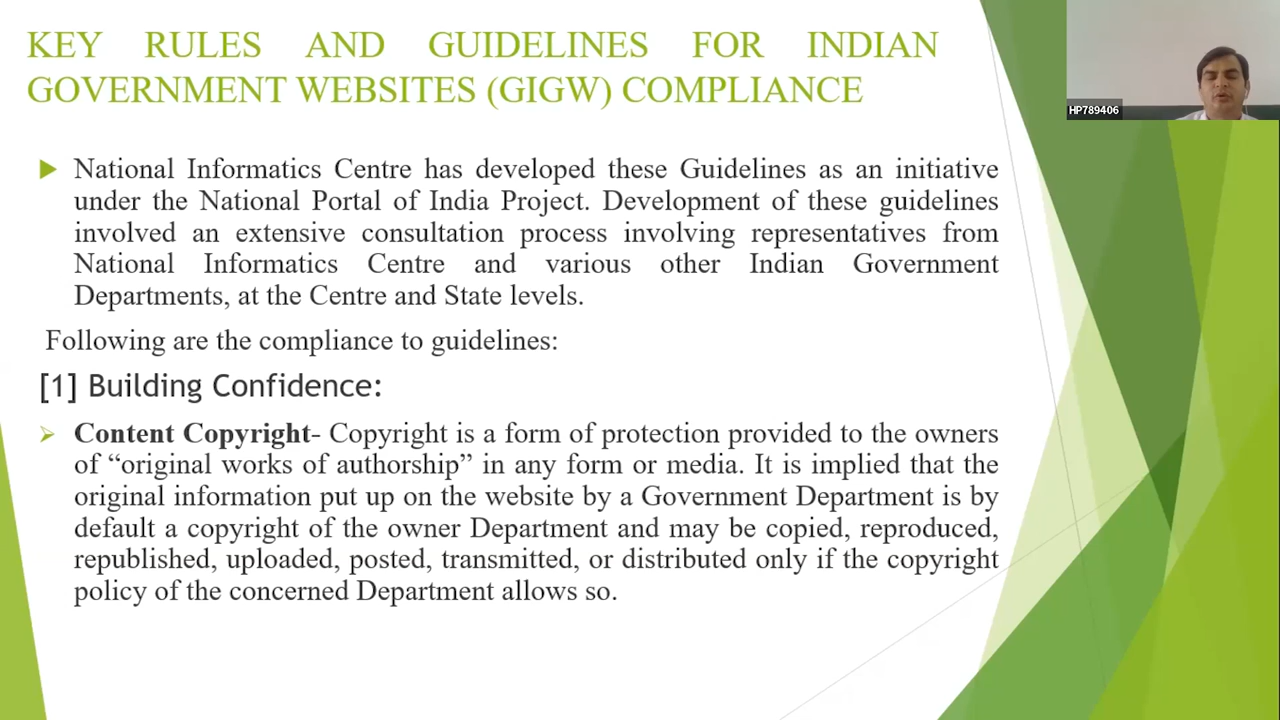 KEY RULES AND GUIDELINES FOR INDIAN
GOVERNMENT WEBSITES (GIGW) COMPLIANCE
HP789406
National Informatics Centre has developed these Guidelines as an initiative
under the National Portal of India Project. Development of these guidelines
involved an extensive consultation process involving representatives from
National Informatics Centre and various other Indian Government
Departments, at the Centre and State levels.
Following are the compliance to guidelines:
[1] Building Confidence:
Content Copyright- Copyright is a form of protection provided to the owners
of “original works of authorship” in any form or media. It is implied that the
original information put up on the website by a Government Department is by
default a copyright of the owner Department and may be copied, reproduced,
republished, uploaded, posted, transmitted, or distributed only if the copyright
policy of the concerned Department allows so.